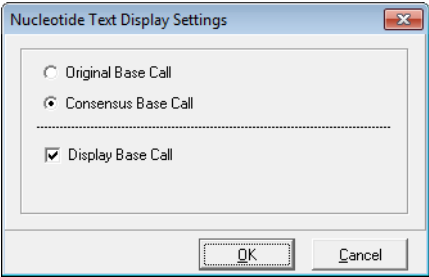 Nucleotide Text Display Settings
Original Base Call
Consensus Base Call
Display Base Call
OK
Cancel